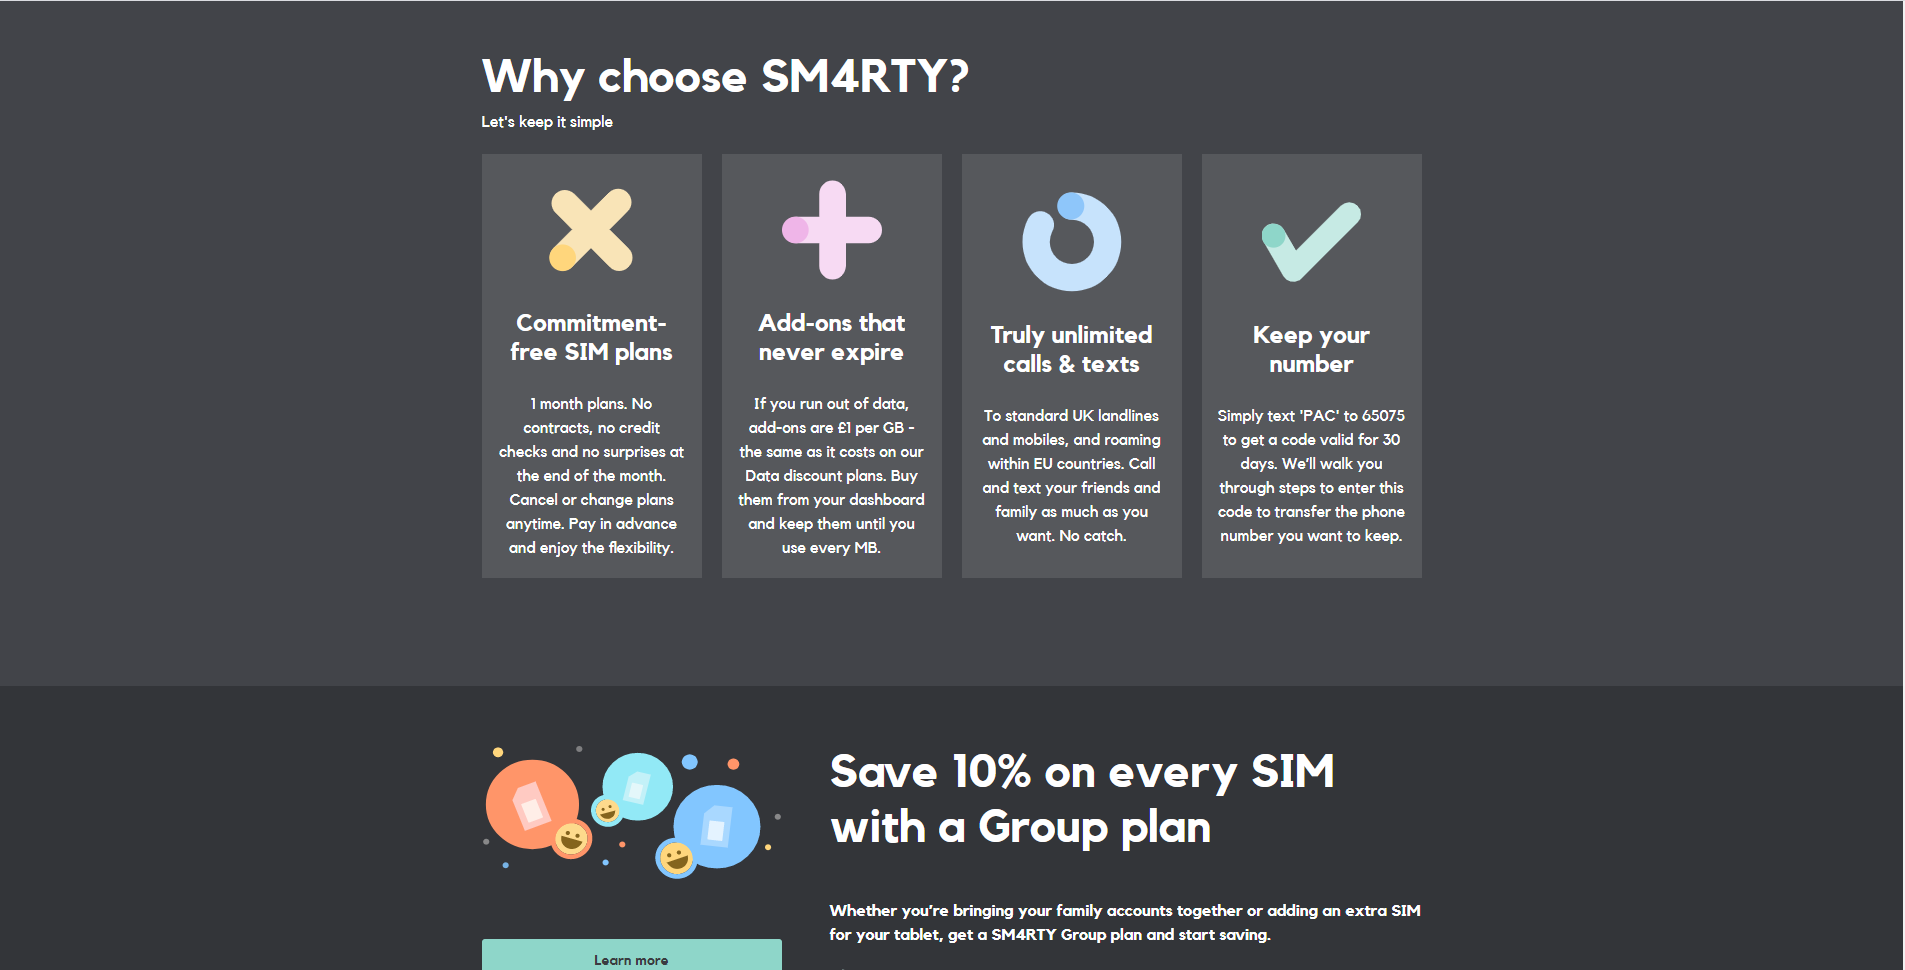 Why choose SM4RTY?
Let's keep it simple
Commitment-
free SIM plans
1 month plans. No
contracts, no credit
checks and no surprises at
the end of the month.
Cancel or change plans
anytime. Pay in advance
and enjoy the flexibility.
Add-ons that
never expire
If you run out of data,
add-ons are £1 per GB -
the same as it costs on our
Data discount plans. Buy
them from your dashboard
and keep them until you
use every MB.
Truly unlimited
calls & texts
To standard UK landlines
and mobiles, and roaming
within EU countries. Call
and text your friends and
family as much as you
want. No catch.
Keep your
number
Simply text 'PAC' to 65075
to get a code valid for 30
days. We’ll walk you
through steps to enter this
code to transfer the phone
number you want to keep.
Save 10% on every SIM
with a Group plan
Whether you’re bringing your family accounts together or adding an extra SIM
for your tablet, get a SM4RTY Group plan and start saving.
Learn more